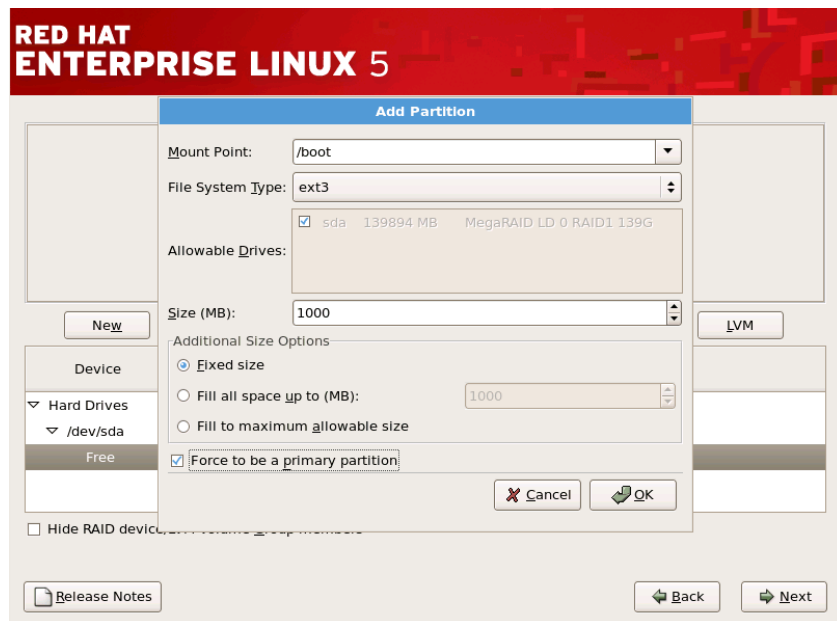 RED HAT
ENTERPRISE LINUX 5
Add Partition
Mount Point: /boot
File System Type: ext3
sda 139894 MB MegaRAID LD 0 RAID1 139G
Allowable Drives:
Size (MB): 1000
New
LVM
Additional Size Options
Device
Fixed size
Fill all space up to (MB): 1000
Hard Drives
Fill to maximum allowable size
/dev/sda
Free
Force to be a primary partition
Cancel OK
Hide RAID device
Release Notes Back Next